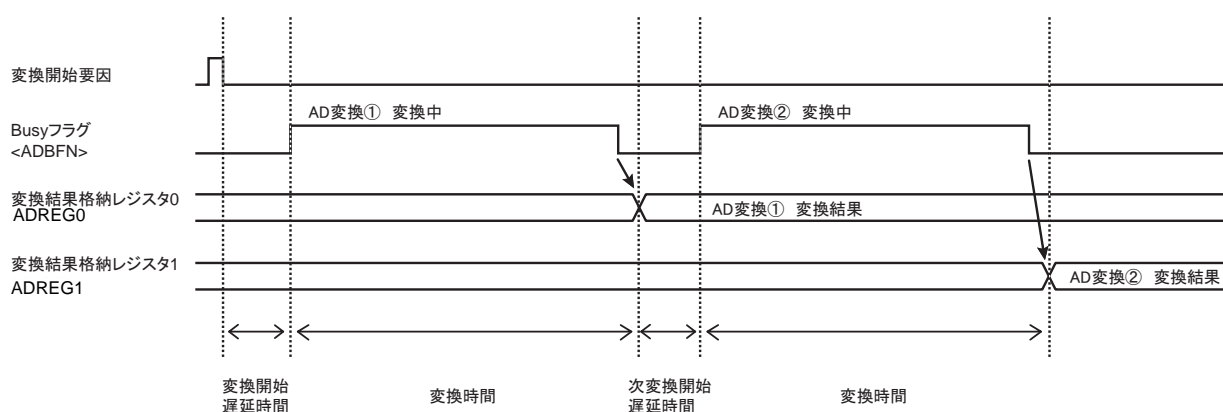 変換開始要因
AD変換① 変換中
AD変換② 変換中
Busyフラグ
<ADBFN>
変換結果格納レジスタ0
ADREG0
AD変換① 変換結果
変換結果格納レジスタ1
ADREG1
AD変換② 変換結果
変換開始
遅延時間
変換時間
次変換開始
遅延時間
変換時間